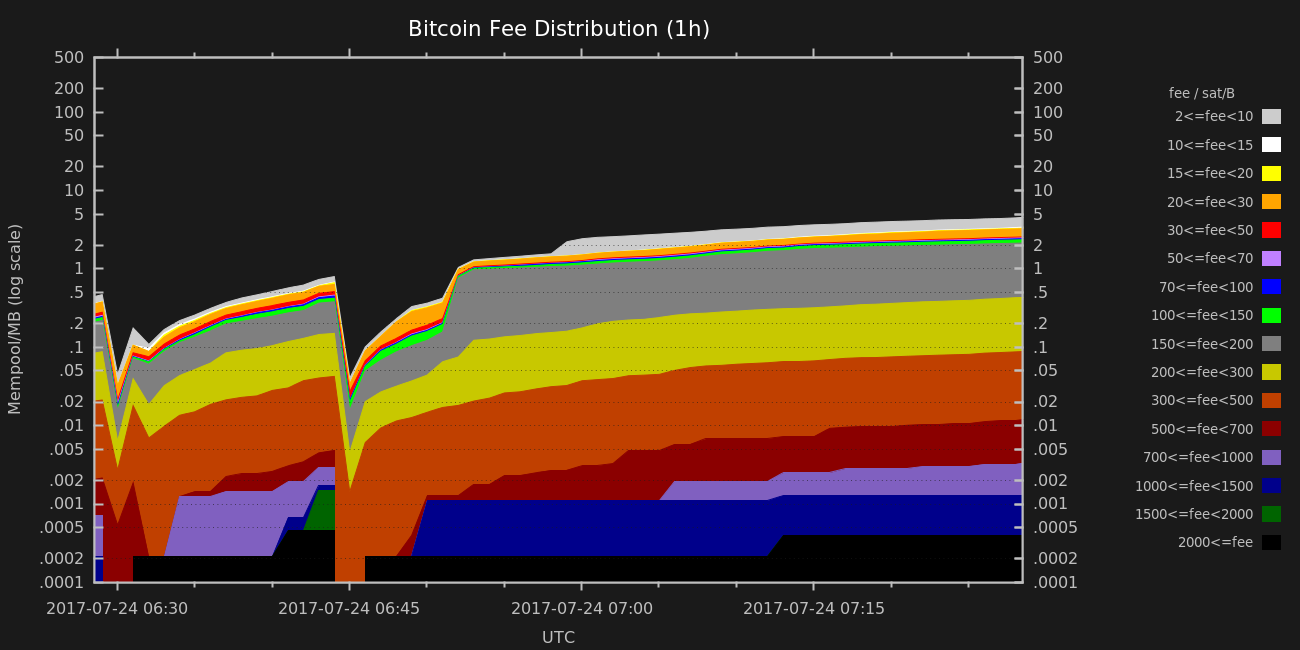 Bitcoin Fee Distribution (1h)
500
200
100
50
20
10
5
2
1
.5
.2
.1
.05
.02
.01
.005
.002
.001
.0005
.0002
.0001
Mempool/MB (log scale)
500
200
100
50
20
10
5
2
1
.5
.2
.1
.05
.02
.01
.005
.002
.001
.0005
.0002
.0001
2017-07-24 06:30
2017-07-24 06:45
2017-07-24 07:00
2017-07-24 07:15
UTC
fee / sat/B
2<=fee<10
10<=fee<15
15<=fee<20
20<=fee<30
30<=fee<50
50<=fee<70
70<=fee<100
100<=fee<150
150<=fee<200
200<=fee<300
300<=fee<500
500<=fee<700
700<=fee<1000
1000<=fee<1500
1500<=fee<2000
2000<=fee